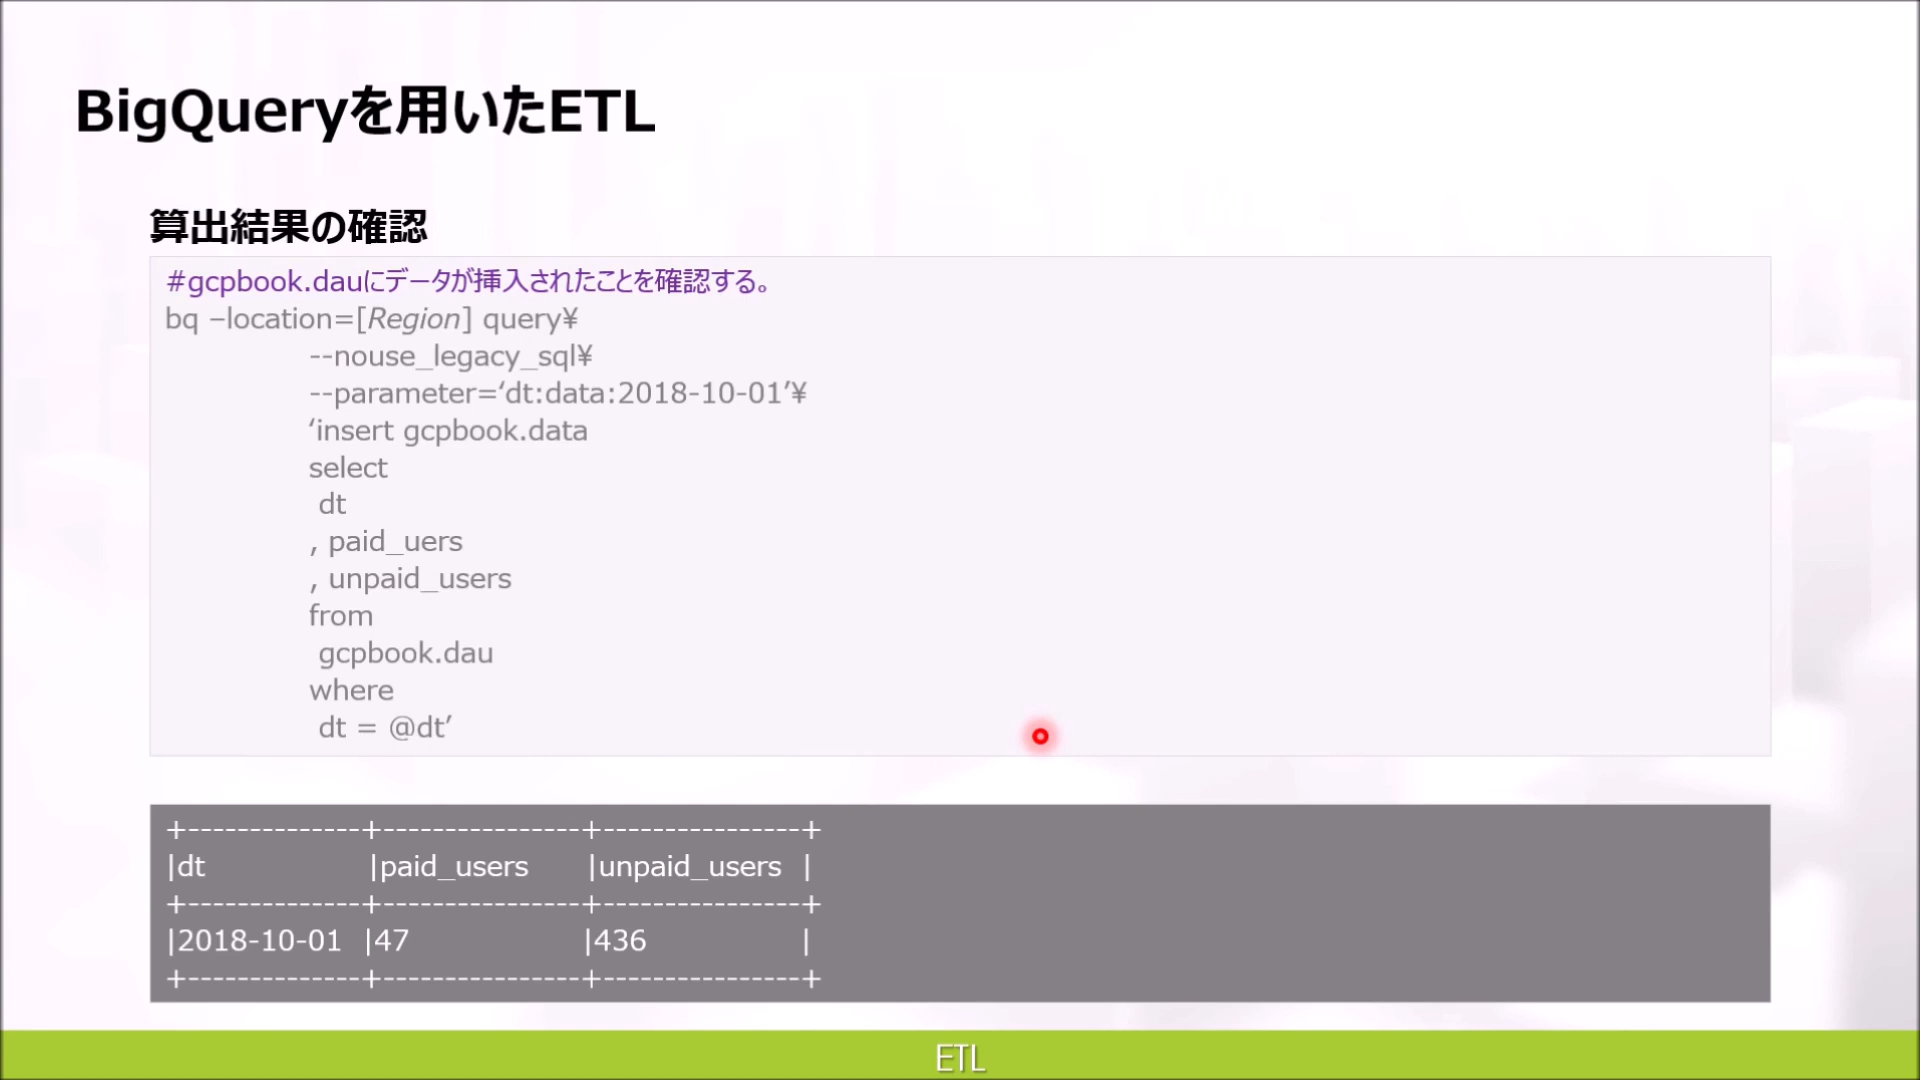 BigQueryを用いたETL
算出結果の確認
#gcpbook.dauにデータが挿入されたことを確認する。
bq –location=[Region] query¥
--nouse_legacy_sql¥
--parameter=‘dt:data:2018-10-01’¥
‘insert gcpbook.data
select
dt
, paid_uers
, unpaid_users
from
gcpbook.dau
where
dt = @dt’
+--------------+----------------+----------------+
|dt |paid_users |unpaid_users |
+--------------+----------------+----------------+
|2018-10-01 |47 |436 |
+--------------+----------------+----------------+
ETL